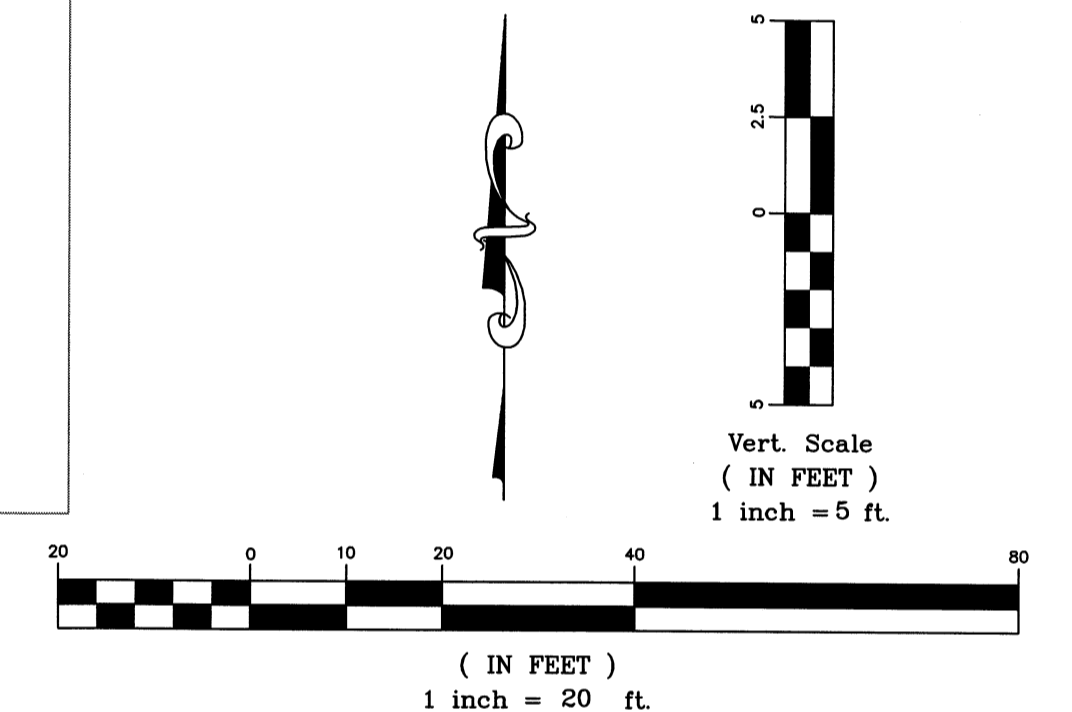 5
2.5
0
5
Vert. Scale
( IN FEET )
1 inch = 5 ft.
20 0 10 20 40 80
( IN FEET )
1 inch = 20 ft.